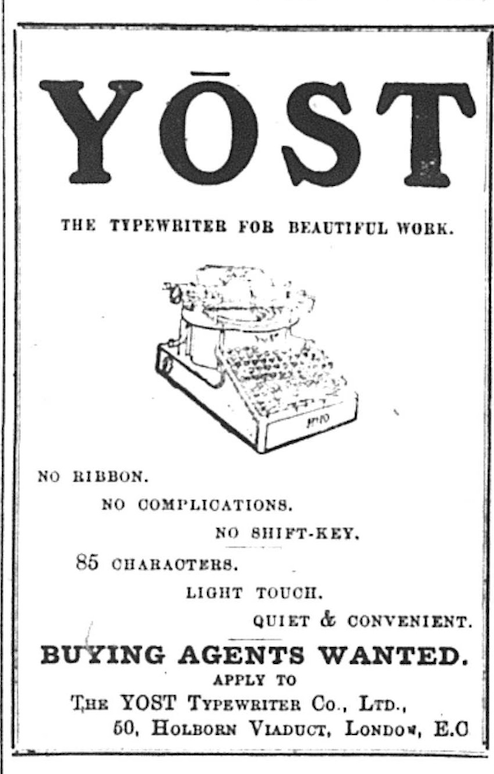 YŌST
THE TYPEWRITER FOR BEAUTIFUL WORK.
No10
NO RIBBON.
NO COMPLICATIONS.
NO SHIFT-KEY.
85 CHARACTERS.
LIGHT TOUCH.
QUIET & CONVENIENT.
BUYING AGENTS WANTED.
APPLY TO
THE YOST TYPEWRITER CO., LTD.,
50, HOLBORN VIADUCT, LONDON, E.C